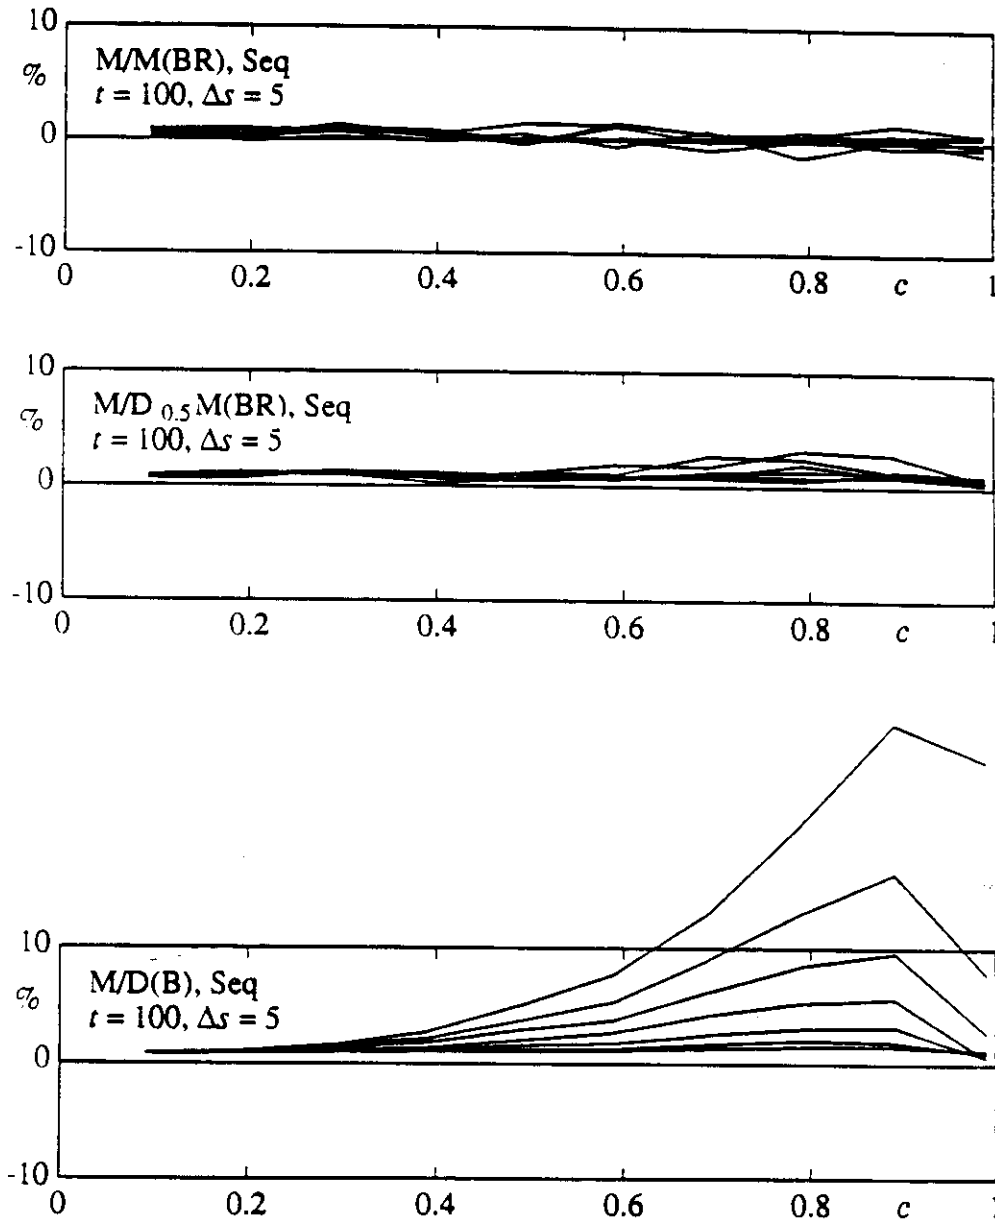 10
M/M(BR), Seq
%
t = 100, Δs = 5
0
-10
0 0.2 0.4 0.6 0.8 c 1
10
M/D 0.5 M(BR), Seq
%
t = 100, Δs = 5
0
-10
0 0.2 0.4 0.6 0.8 c 1
10
M/D(B), Seq
%
t = 100, Δs = 5
0
-10
0 0.2 0.4 0.6 0.8 c 1